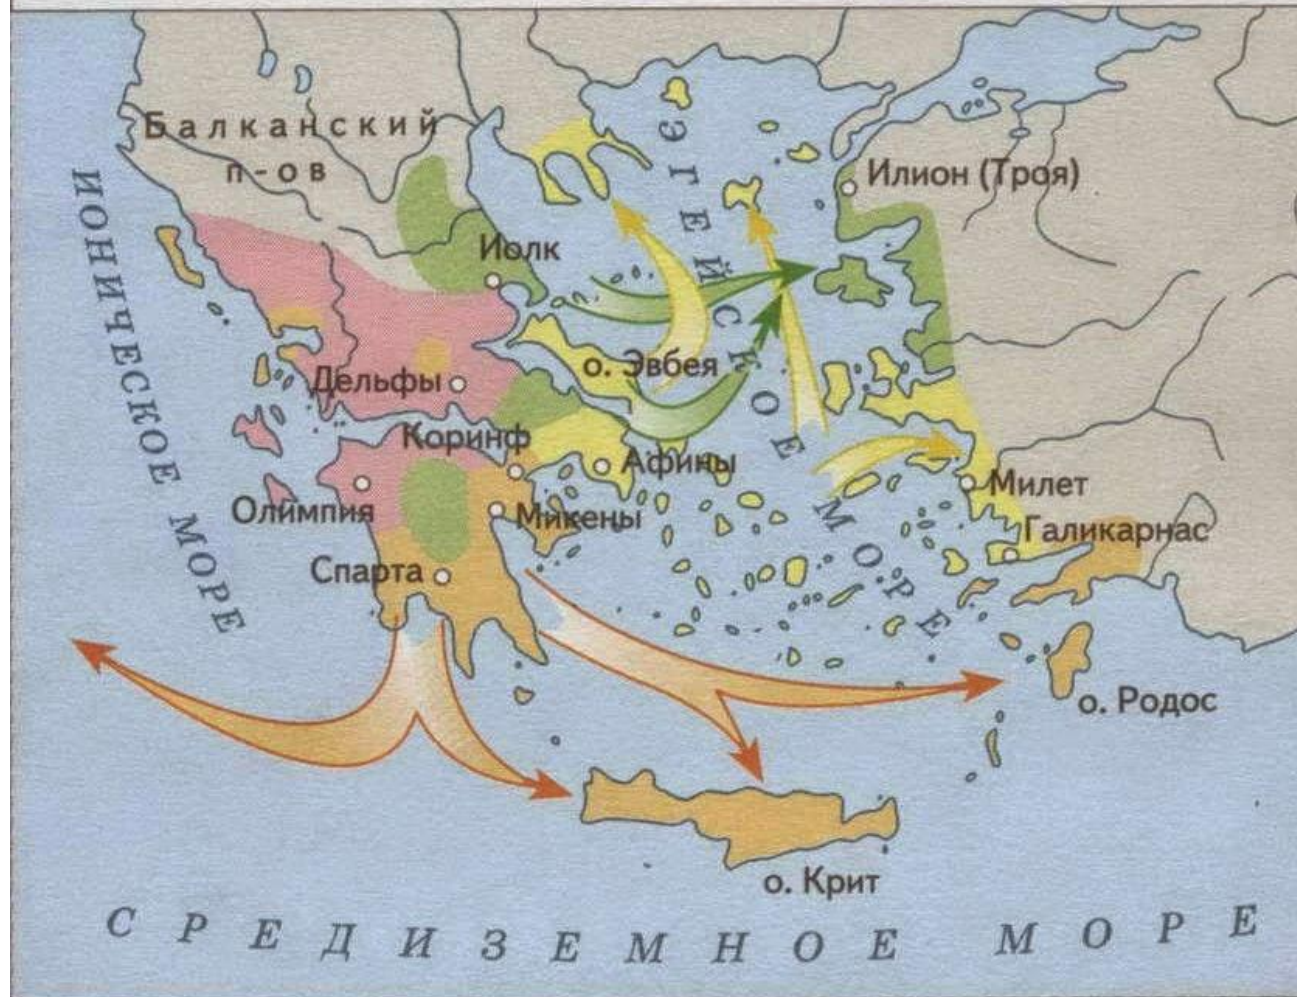 Балканский
п-ов
ИОНИЧЕСКОЕ МОРЕ
ЭГЕЙСКОЕ МОРЕ
Илион (Троя)
Иолк
о. Эвбея
Дельфы
Коринф
Афины
Олимпия
Микены
Милет
Галикарнас
Спарта
о. Родос
о. Крит
СРЕДИЗЕМНОЕ МОРЕ